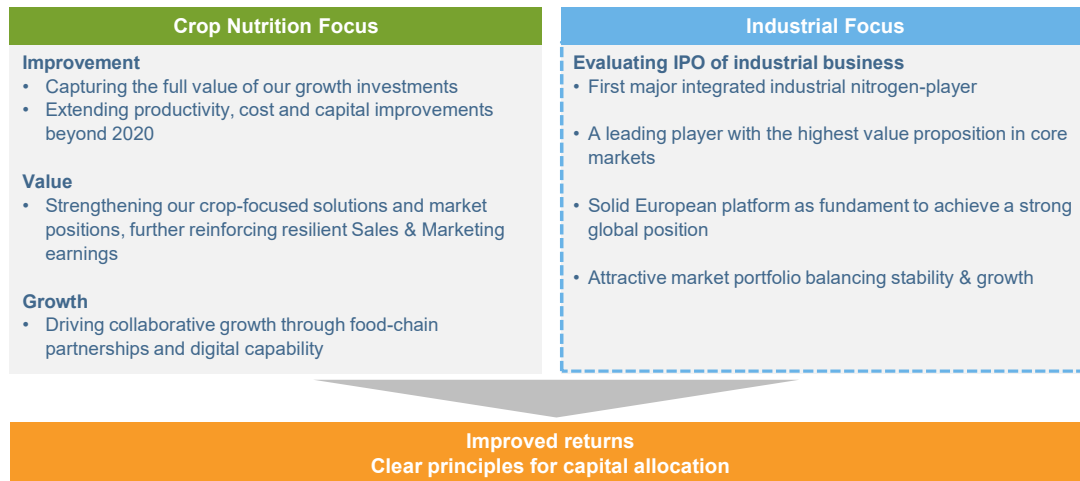 Crop Nutrition Focus
Improvement
• Capturing the full value of our growth investments
• Extending productivity, cost and capital improvements
beyond 2020
Value
• Strengthening our crop-focused solutions and market
positions, further reinforcing resilient Sales & Marketing
earnings
Growth
• Driving collaborative growth through food-chain
partnerships and digital capability
Industrial Focus
Evaluating IPO of industrial business
• First major integrated industrial nitrogen-player
• A leading player with the highest value proposition in core
markets
• Solid European platform as fundament to achieve a strong
global position
• Attractive market portfolio balancing stability & growth
Improved returns
Clear principles for capital allocation